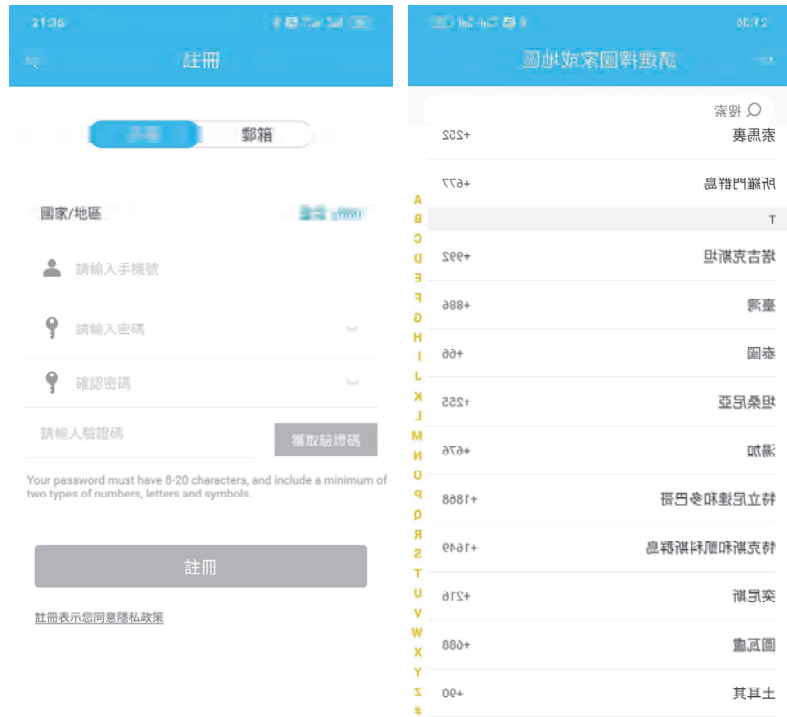 21:36
註冊
郵箱
國家/地區
請輸入手機號
請輸入密碼
確認密碼
請輸入驗證碼 獲取驗證碼
Your password must have 8-20 characters, and include a minimum of
two types of numbers, letters and symbols.
註冊
註冊表示您同意隱私政策
請選擇國家或地區
搜索
索馬裏 +252
所羅門群島 +677
T
塔吉克斯坦 +992
臺灣 +886
泰國 +66
坦桑尼亞 +255
湯加 +676
特立尼達和多巴哥 +1868
特克斯和凱科斯群島 +1649
突尼斯 +216
圖瓦盧 +688
土耳其 +90
A
B
C
D
E
F
G
H
I
J
K
L
M
N
O
P
Q
R
S
T
U
V
W
X
Y
Z
#